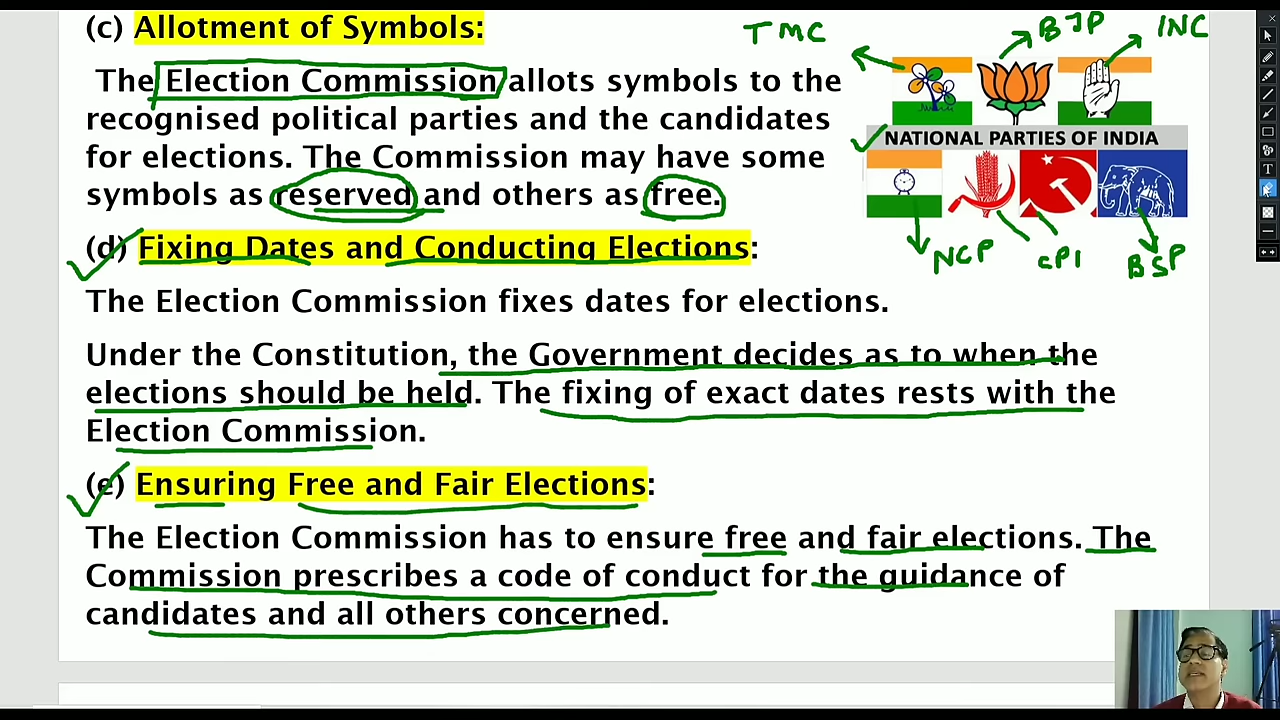 (c) Allotment of Symbols:
TMC BJP INC
The Election Commission allots symbols to the
recognised political parties and the candidates
for elections. The Commission may have some
symbols as reserved and others as free.
NATIONAL PARTIES OF INDIA
NCP CPI BSP
(d) Fixing Dates and Conducting Elections:
The Election Commission fixes dates for elections.
Under the Constitution, the Government decides as to when the
elections should be held. The fixing of exact dates rests with the
Election Commission.
(e) Ensuring Free and Fair Elections:
The Election Commission has to ensure free and fair elections. The
Commission prescribes a code of conduct for the guidance of
candidates and all others concerned.
T